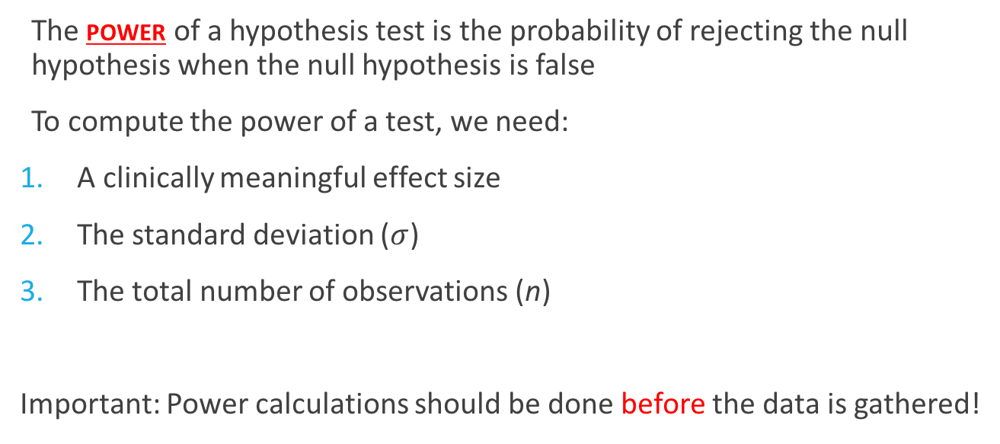 The POWER of a hypothesis test is the probability of rejecting the null
hypothesis when the null hypothesis is false
To compute the power of a test, we need:
1. A clinically meaningful effect size
2. The standard deviation (σ)
3. The total number of observations (n)
Important: Power calculations should be done before the data is gathered!